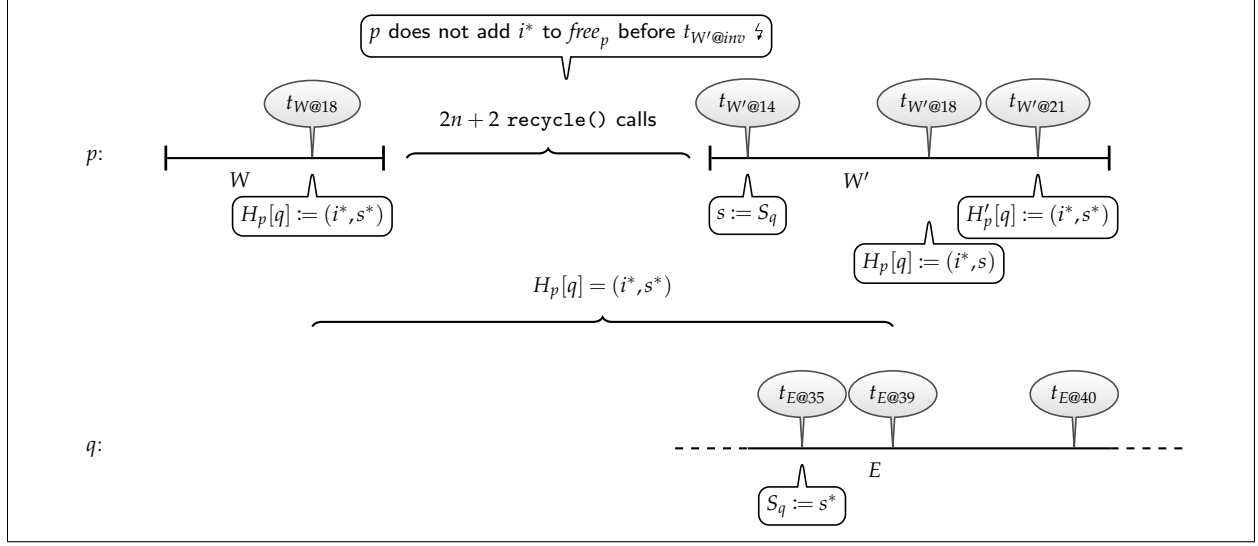 p does not add i* to free_p before t_{W'@inv} ↯
t_{W@18}
2n + 2 recycle() calls
t_{W'@14}
t_{W'@18}
t_{W'@21}
p:
W
W'
H_p[q] := (i*, s*)
s := S_q
H'_p[q] := (i*, s*)
H_p[q] := (i*, s)
H_p[q] = (i*, s*)
t_{E@35}
t_{E@39}
t_{E@40}
q:
E
S_q := s*